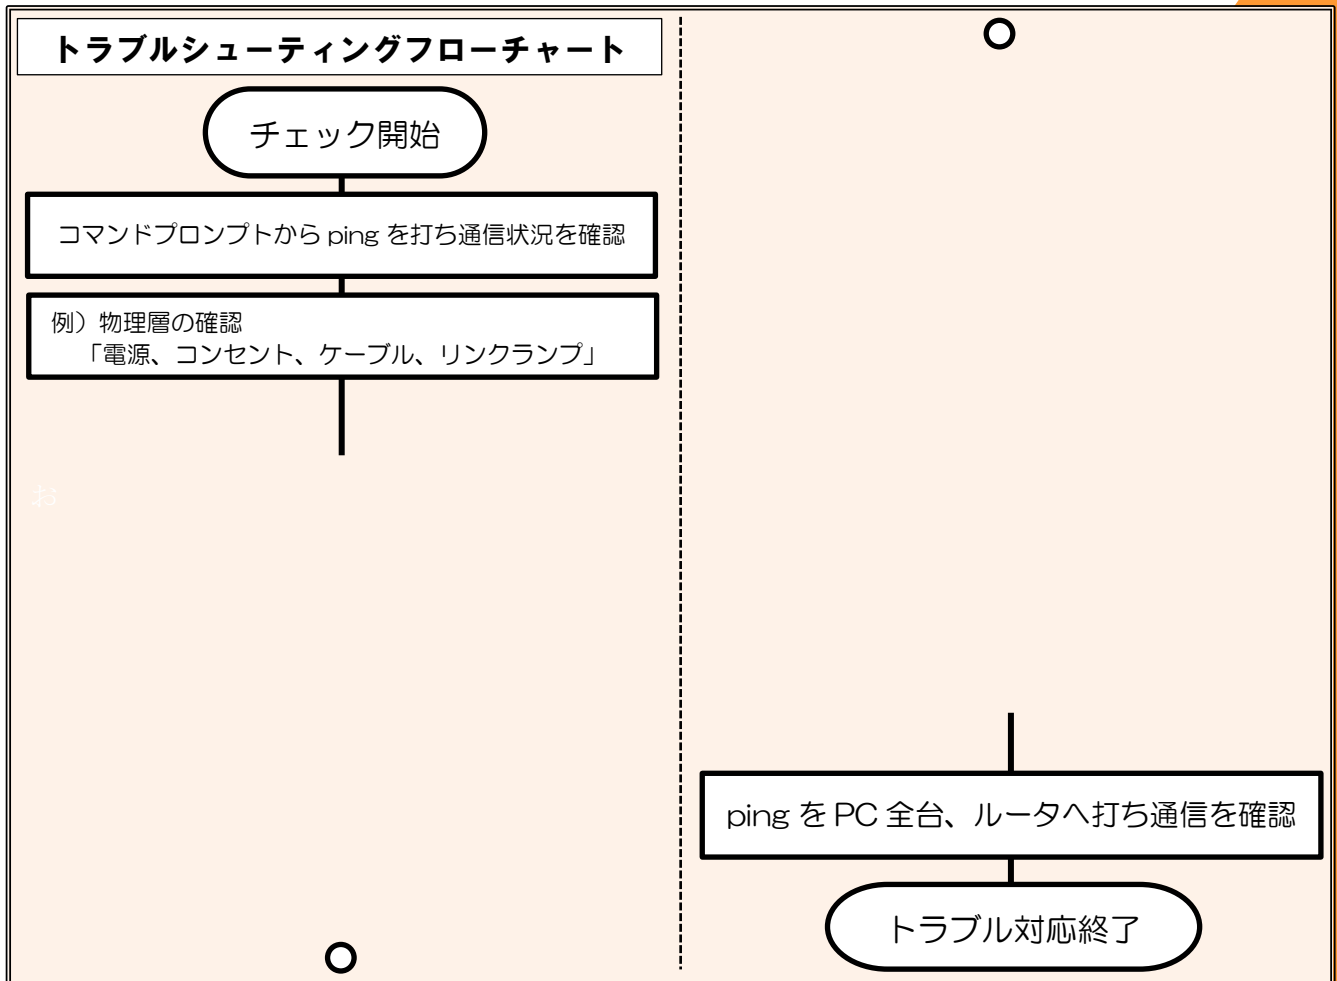 トラブルシューティングフローチャート
チェック開始
コマンドプロンプトから ping を打ち通信状況を確認
例）物理層の確認
「電源、コンセント、ケーブル、リンクランプ」
お
ping を PC 全台、ルータへ打ち通信を確認
トラブル対応終了